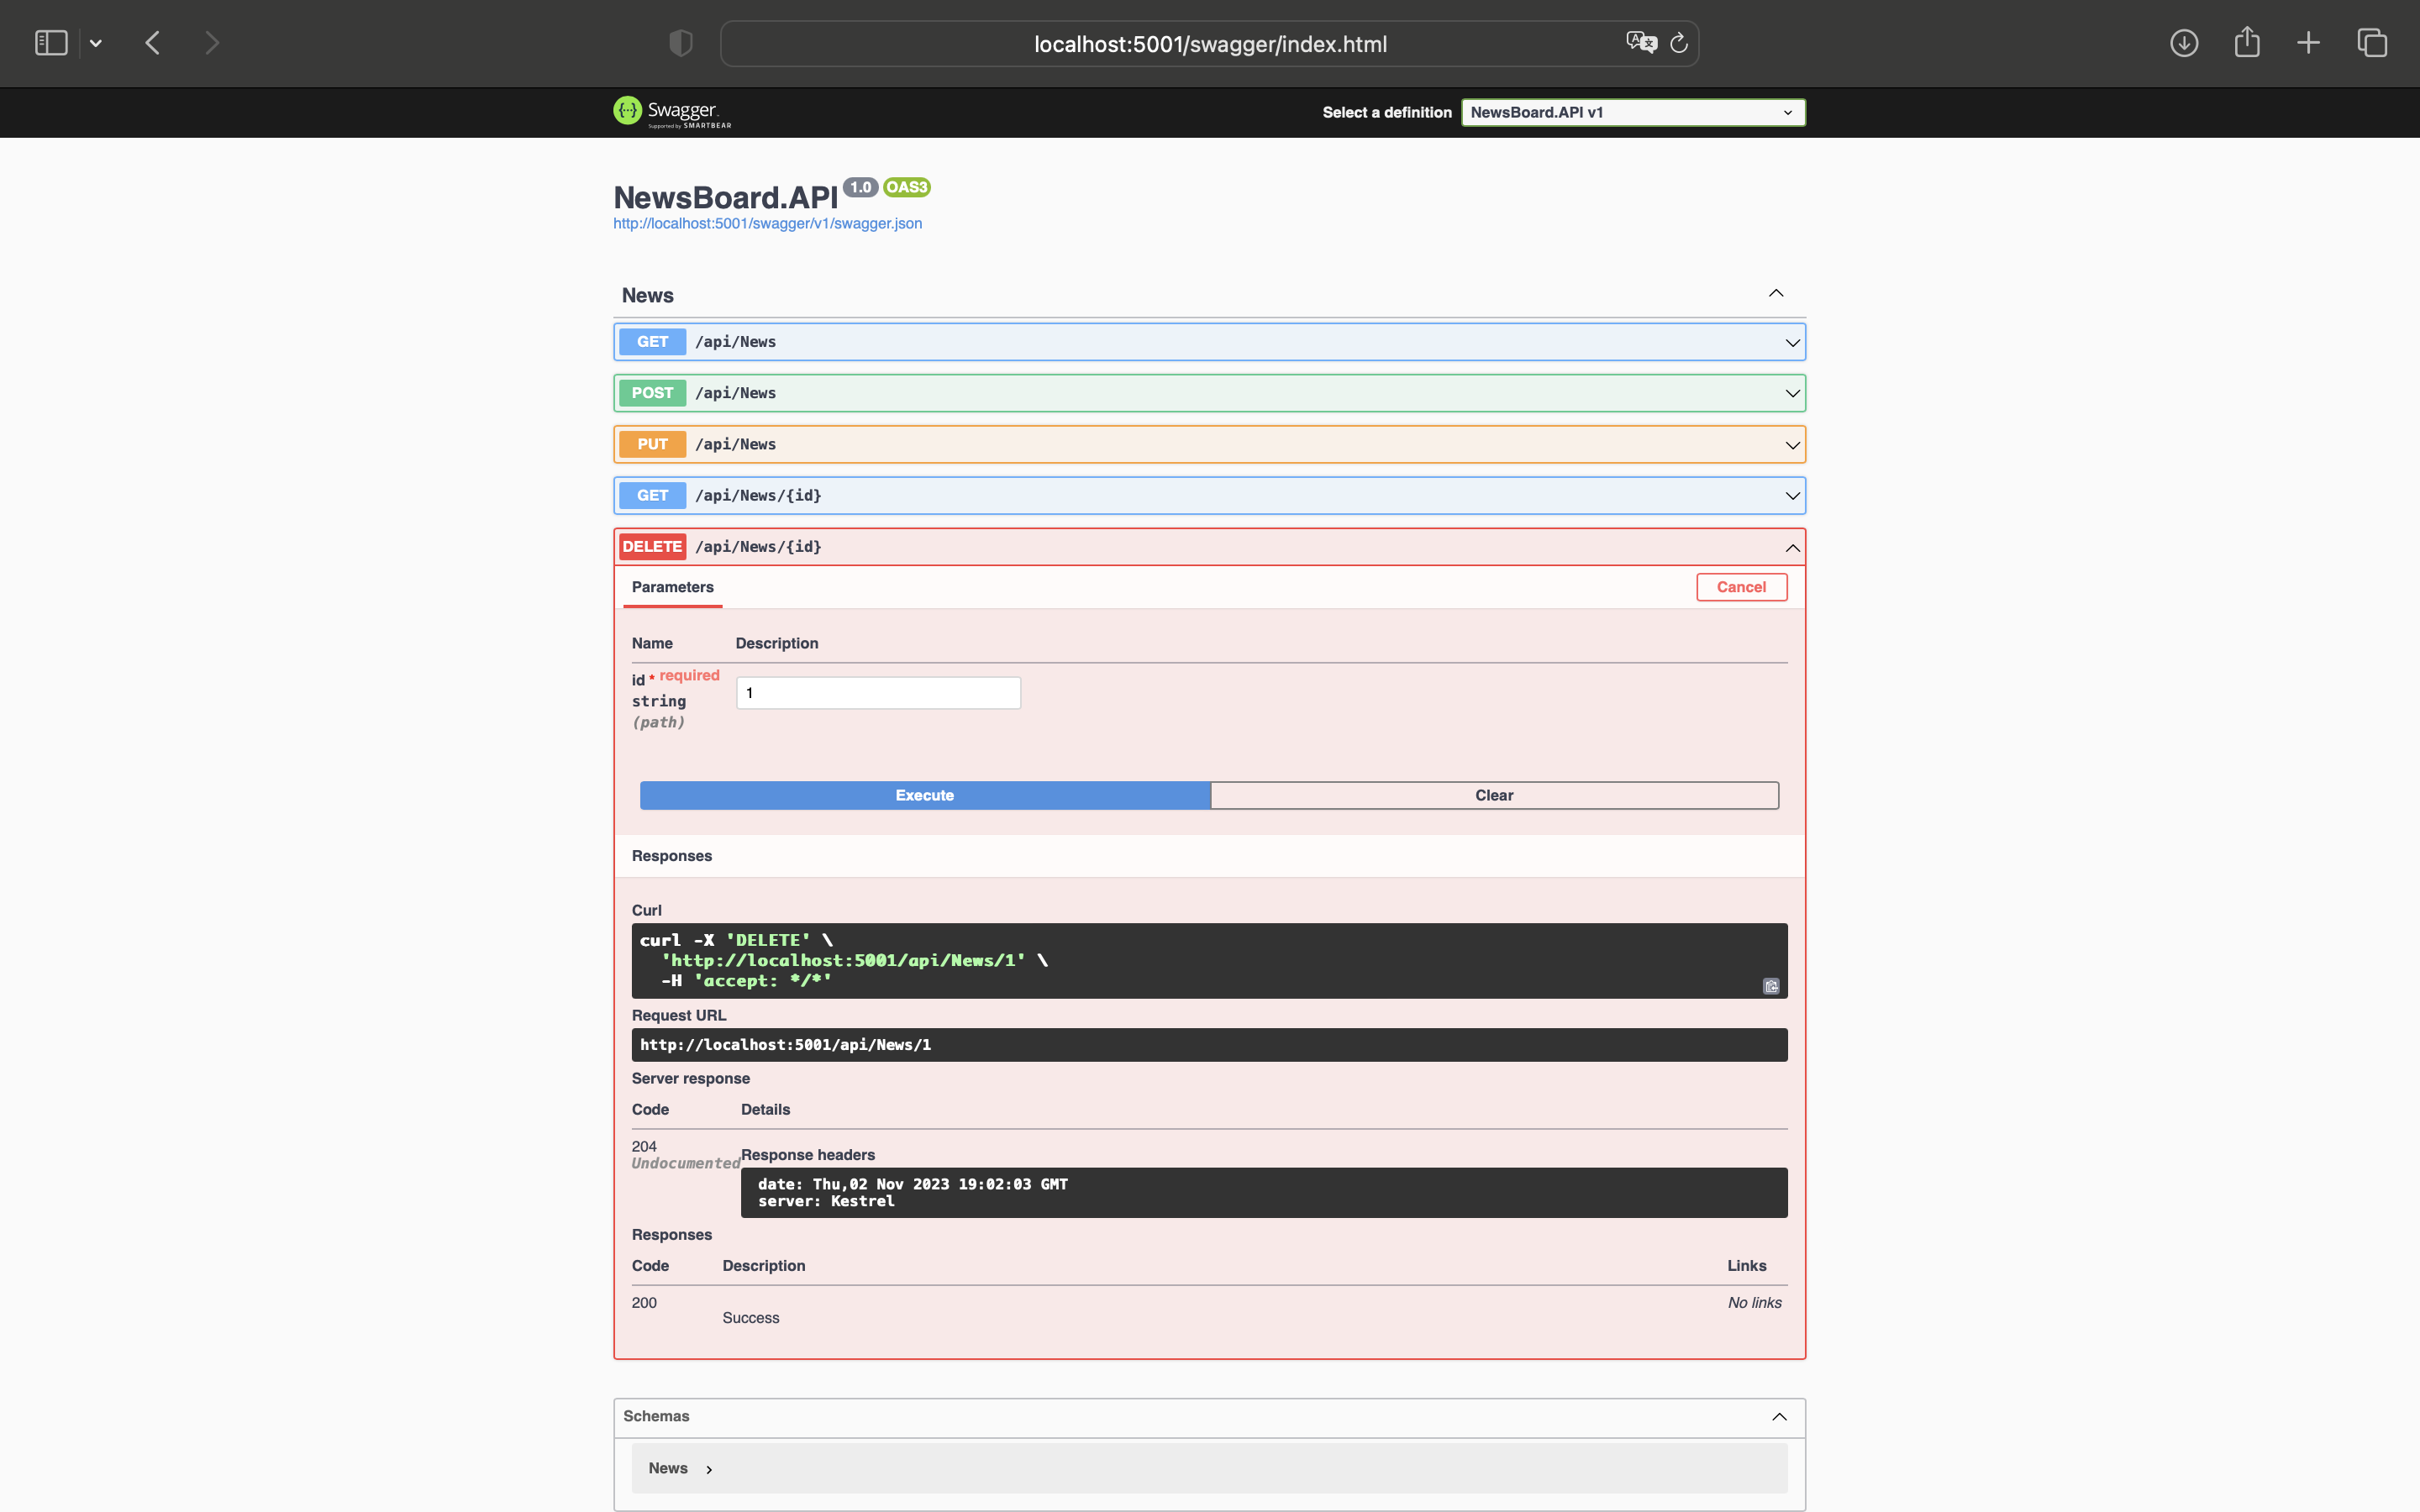 localhost:5001/swagger/index.html
Swagger
Supported by SMARTBEAR
Select a definition
NewsBoard.API v1
NewsBoard.API 1.0 OAS3
http://localhost:5001/swagger/v1/swagger.json
News
GET /api/News
POST /api/News
PUT /api/News
GET /api/News/{id}
DELETE /api/News/{id}
Parameters
Cancel
Name Description
id * required
string
(path)
1
Execute
Clear
Responses
Curl
curl -X 'DELETE' \
'http://localhost:5001/api/News/1' \
-H 'accept: */*'
Request URL
http://localhost:5001/api/News/1
Server response
Code Details
204
Undocumented
Response headers
date: Thu,02 Nov 2023 19:02:03 GMT
server: Kestrel
Responses
Code Description Links
200
Success
No links
Schemas
News